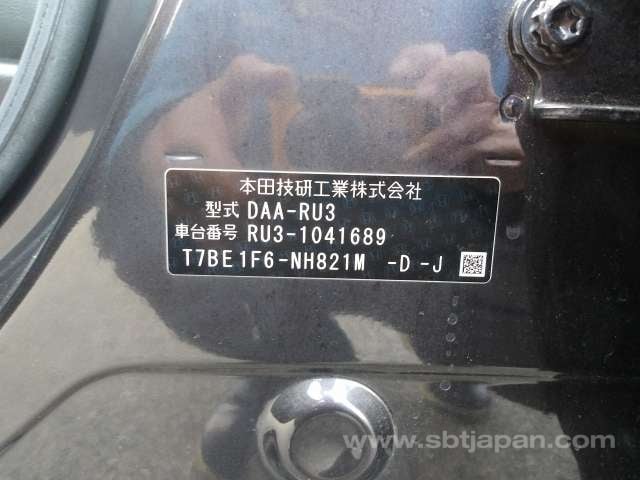 本田技研工業株式会社
型式 DAA-RU3
車台番号 RU3-1041689
T7BE1F6-NH821M -D-J
www.sbtjapan.com